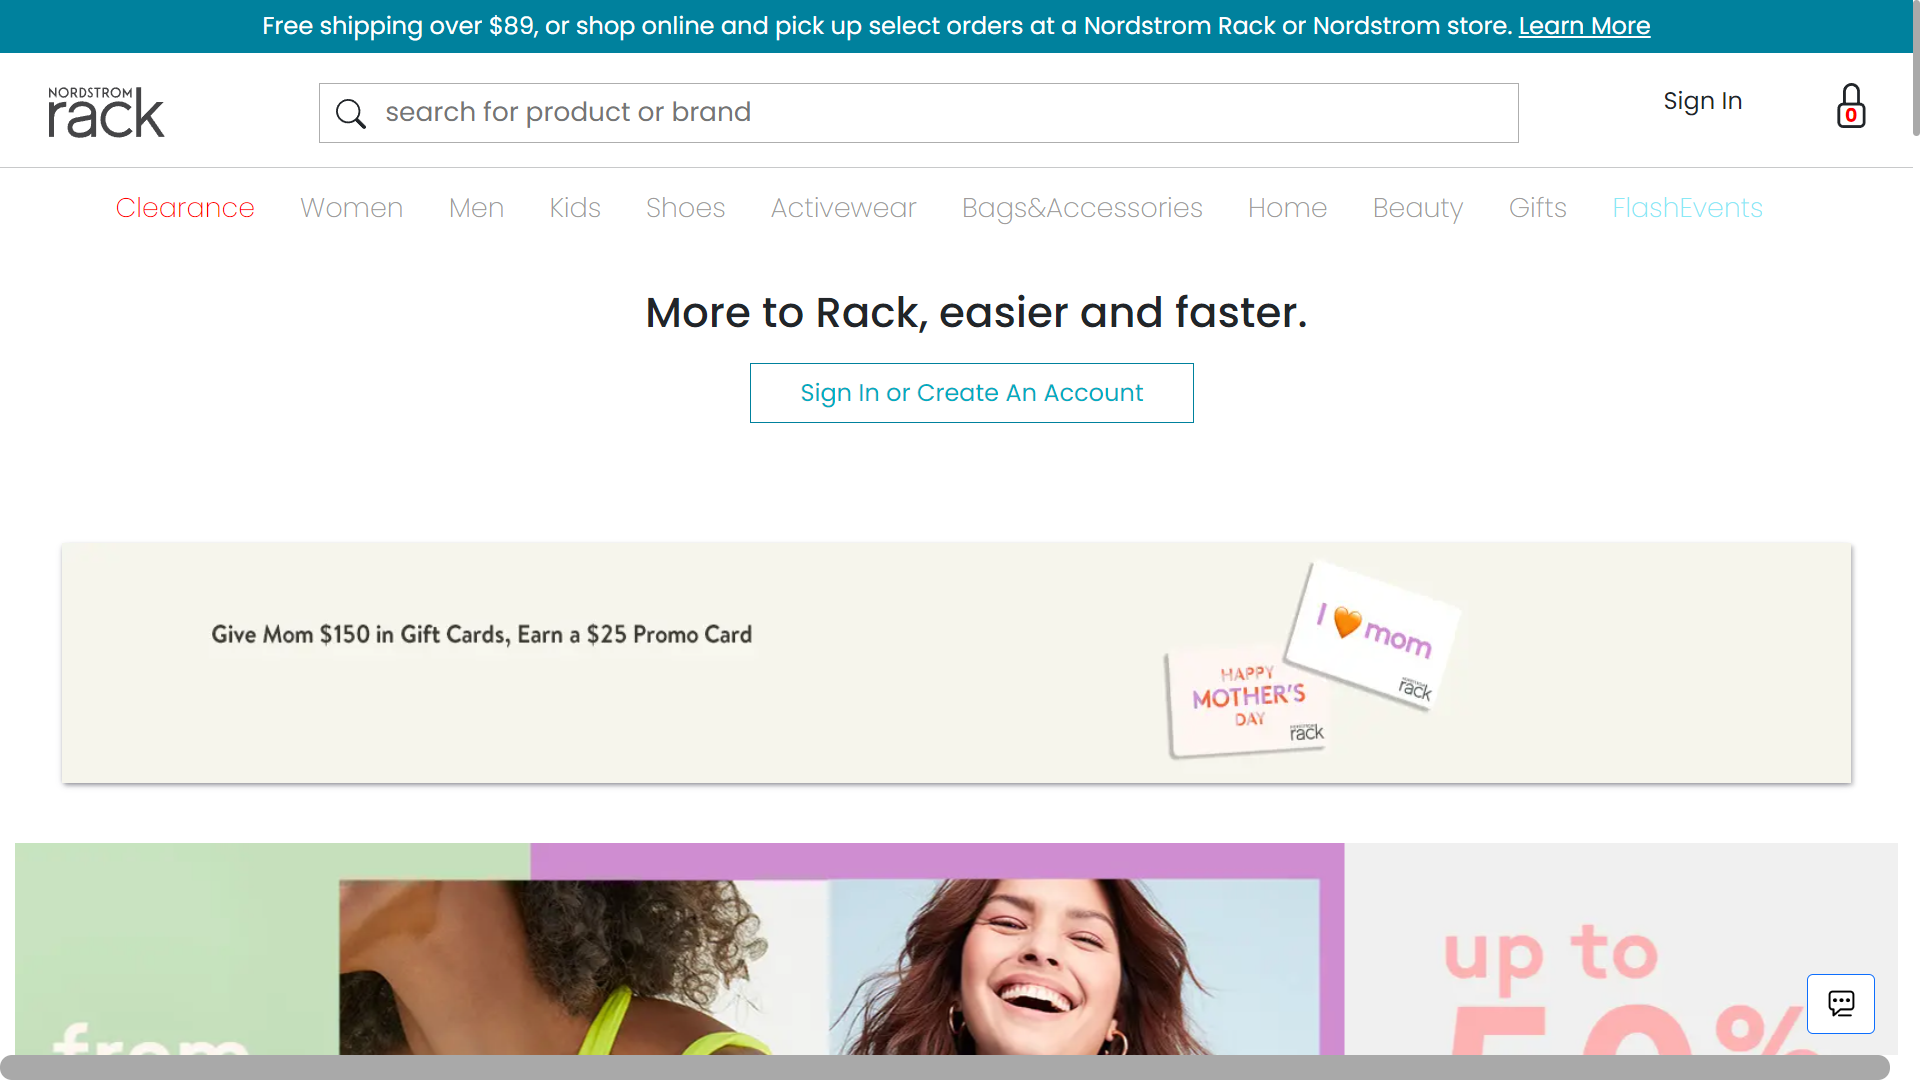 Free shipping over $89, or shop online and pick up select orders at a Nordstrom Rack or Nordstrom store. Learn More
NORDSTROM
rack
search for product or brand
Sign In
0
Clearance Women Men Kids Shoes Activewear Bags&Accessories Home Beauty Gifts FlashEvents
More to Rack, easier and faster.
Sign In or Create An Account
Give Mom $150 in Gift Cards, Earn a $25 Promo Card
I 🧡 mom
rack
HAPPY
MOTHER'S
DAY
rack
up to
50%
from